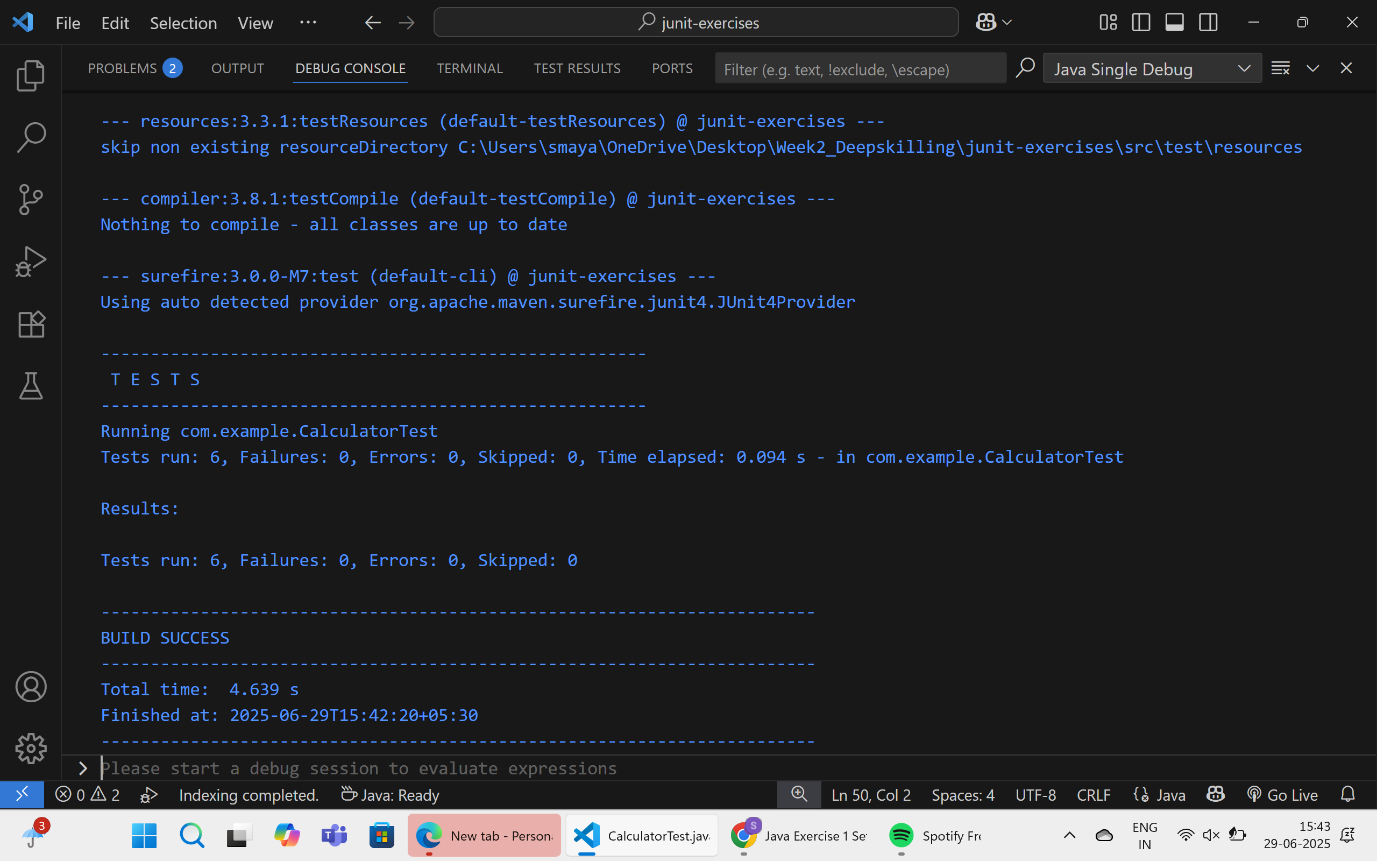 File Edit Selection View ··· junit-exercises
PROBLEMS 2 OUTPUT DEBUG CONSOLE TERMINAL TEST RESULTS PORTS Filter (e.g. text, !exclude, \escape) Java Single Debug
--- resources:3.3.1:testResources (default-testResources) @ junit-exercises ---
skip non existing resourceDirectory C:\Users\smaya\OneDrive\Desktop\Week2_Deepskilling\junit-exercises\src\test\resources
--- compiler:3.8.1:testCompile (default-testCompile) @ junit-exercises ---
Nothing to compile - all classes are up to date
--- surefire:3.0.0-M7:test (default-cli) @ junit-exercises ---
Using auto detected provider org.apache.maven.surefire.junit4.JUnit4Provider
-------------------------------------------------------
T E S T S
-------------------------------------------------------
Running com.example.CalculatorTest
Tests run: 6, Failures: 0, Errors: 0, Skipped: 0, Time elapsed: 0.094 s - in com.example.CalculatorTest
Results:
Tests run: 6, Failures: 0, Errors: 0, Skipped: 0
------------------------------------------------------------------------
BUILD SUCCESS
------------------------------------------------------------------------
Total time:  4.639 s
Finished at: 2025-06-29T15:42:20+05:30
------------------------------------------------------------------------
> Please start a debug session to evaluate expressions
0 2 Indexing completed. Java: Ready Ln 50, Col 2 Spaces: 4 UTF-8 CRLF Java Go Live
3 New tab - Person CalculatorTest.java S Java Exercise 1 Se Spotify Fr ENG 15:43
IN 29-06-2025